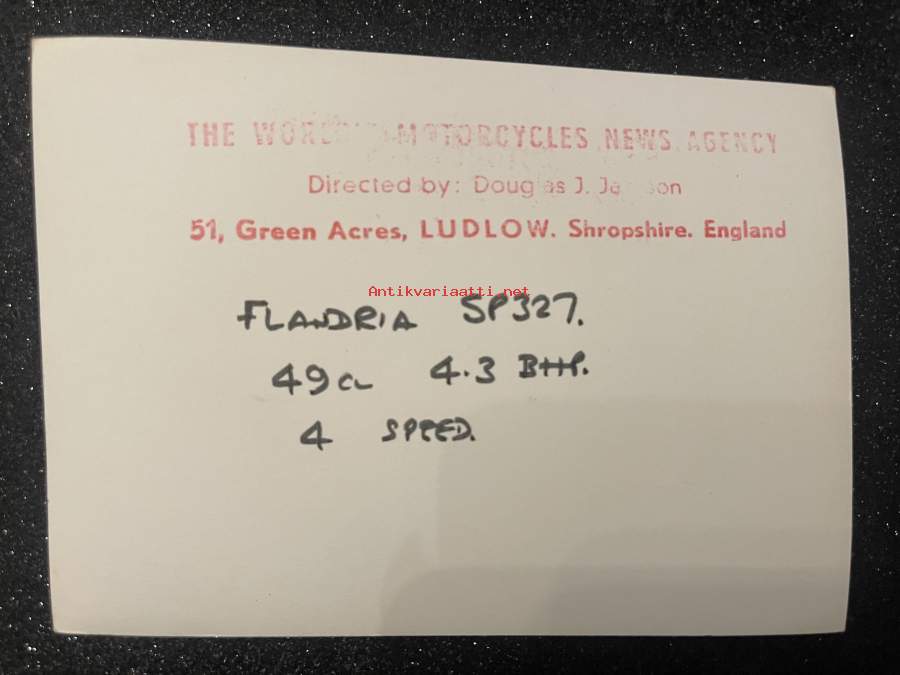 THE WORLD MOTORCYCLES NEWS AGENCY
Directed by: Douglas J.
51, Green Acres, LUDLOW. Shropshire. England
Antikvariaatti.net
FLANDRIA SP327.
49cc 4.3 BHP.
4 SPEED.